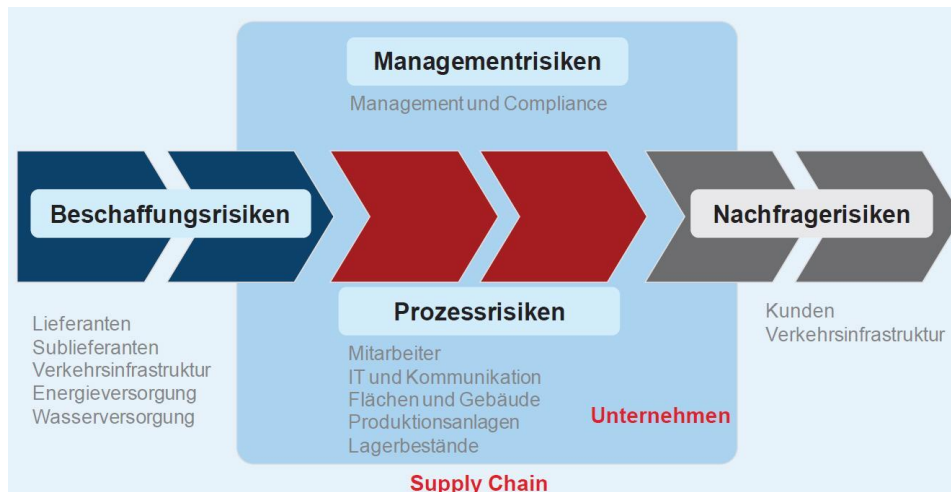 Managementrisiken
Management und Compliance
Beschaffungsrisiken
Nachfragerisiken
Lieferanten
Sublieferanten
Verkehrsinfrastruktur
Energieversorgung
Wasserversorgung
Prozessrisiken
Mitarbeiter
IT und Kommunikation
Flächen und Gebäude
Produktionsanlagen
Lagerbestände
Unternehmen
Kunden
Verkehrsinfrastruktur
Supply Chain